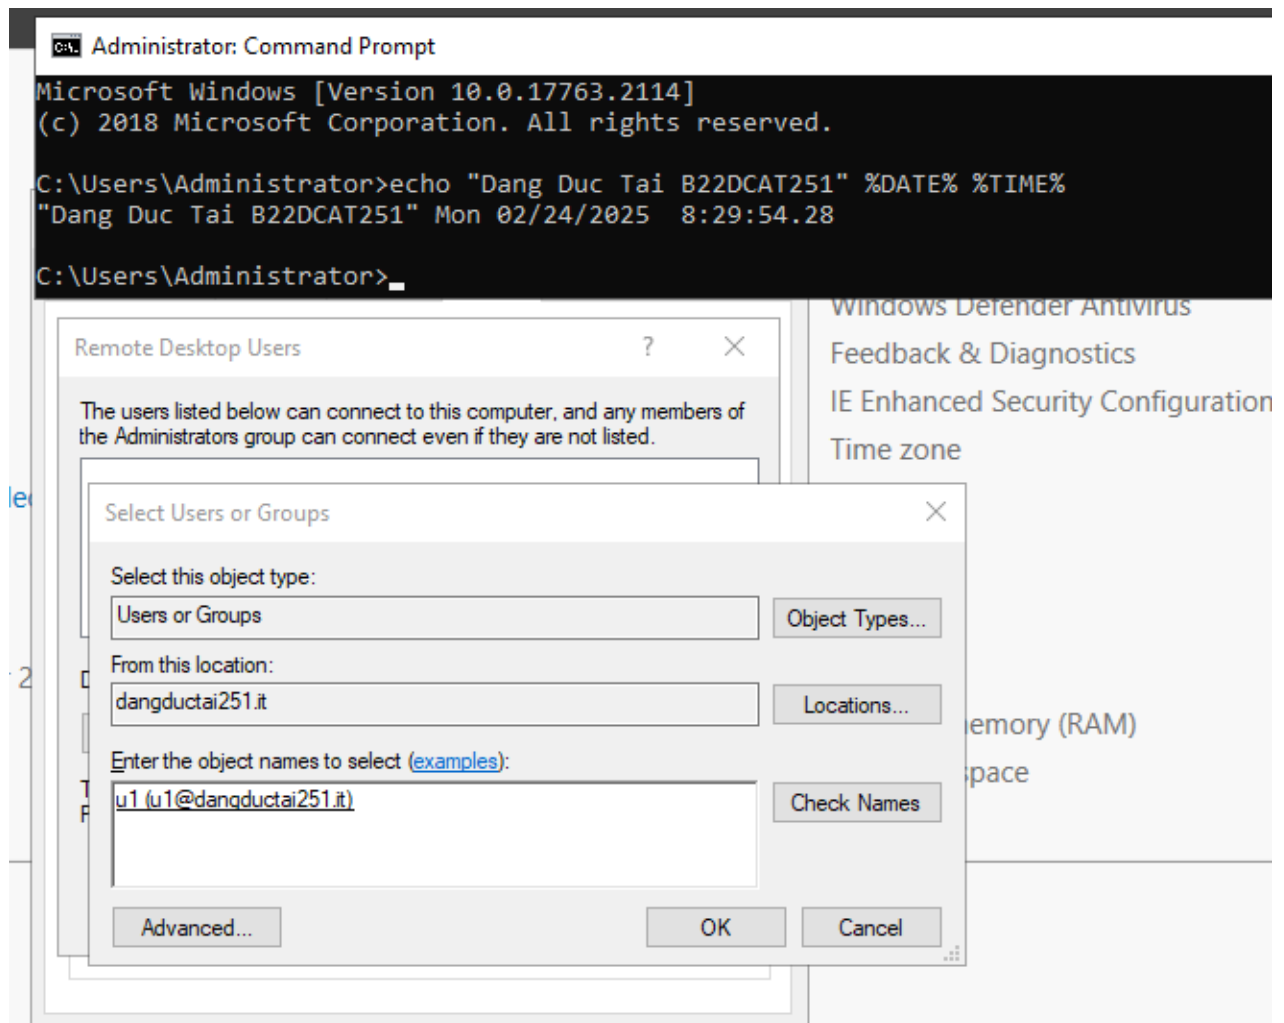 Administrator: Command Prompt
Microsoft Windows [Version 10.0.17763.2114]
(c) 2018 Microsoft Corporation. All rights reserved.
C:\Users\Administrator>echo "Dang Duc Tai B22DCAT251" %DATE% %TIME%
"Dang Duc Tai B22DCAT251" Mon 02/24/2025  8:29:54.28
C:\Users\Administrator>
Windows Defender Antivirus
Remote Desktop Users
Feedback & Diagnostics
The users listed below can connect to this computer, and any members of
the Administrators group can connect even if they are not listed.
IE Enhanced Security Configuration
Time zone
Select Users or Groups
Select this object type:
Users or Groups
Object Types...
From this location:
dangductai251.it
Locations...
emory (RAM)
Enter the object names to select (examples):
pace
u1 (u1@dangductai251.it)
Check Names
Advanced...
OK
Cancel